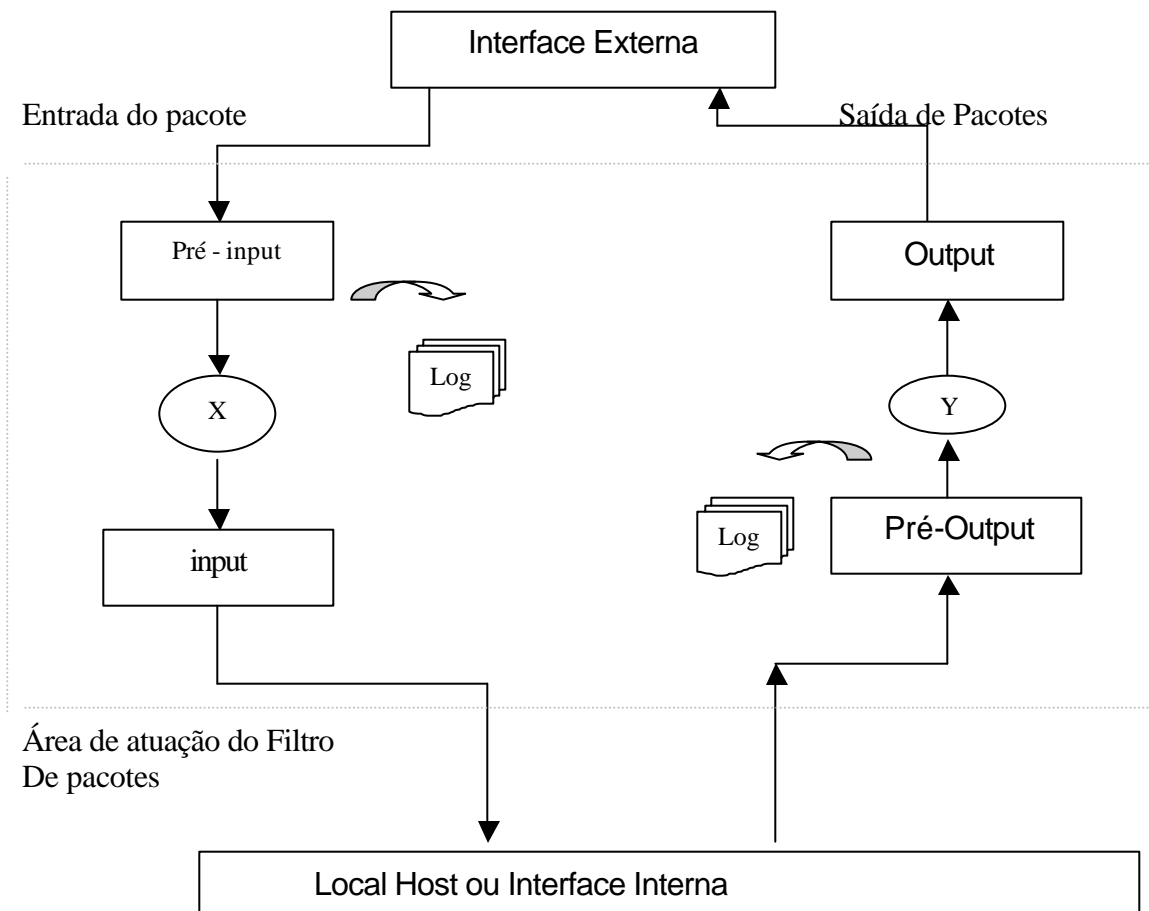 Interface Externa
Entrada do pacote
Saída de Pacotes
Pré - input
Output
Log
X
Y
Log
Pré-Output
input
Área de atuação do Filtro
De pacotes
Local Host ou Interface Interna